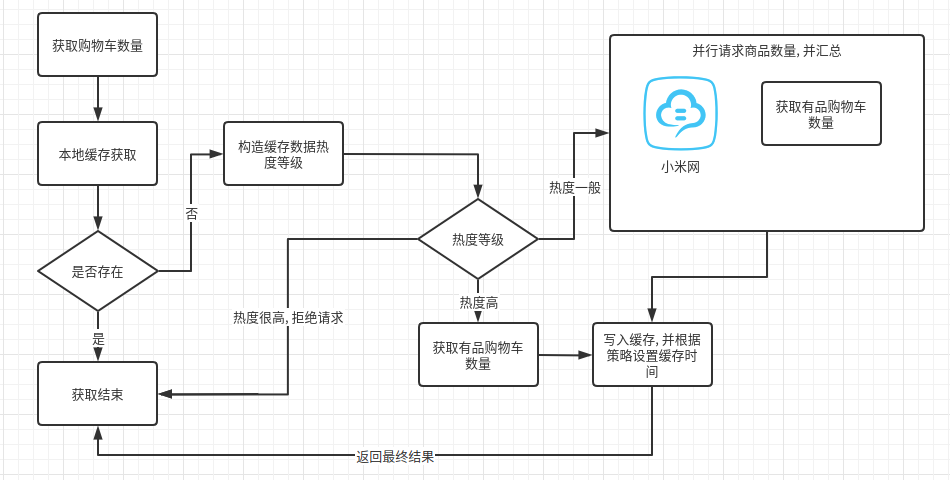 获取购物车数量
本地缓存获取
是否存在
是
获取结束
否
构造缓存数据热
度等级
热度等级
热度很高, 拒绝请求
热度高
热度一般
获取有品购物车
数量
并行请求商品数量, 并汇总
小米网
获取有品购物车
数量
写入缓存, 并根据
策略设置缓存时
间
返回最终结果